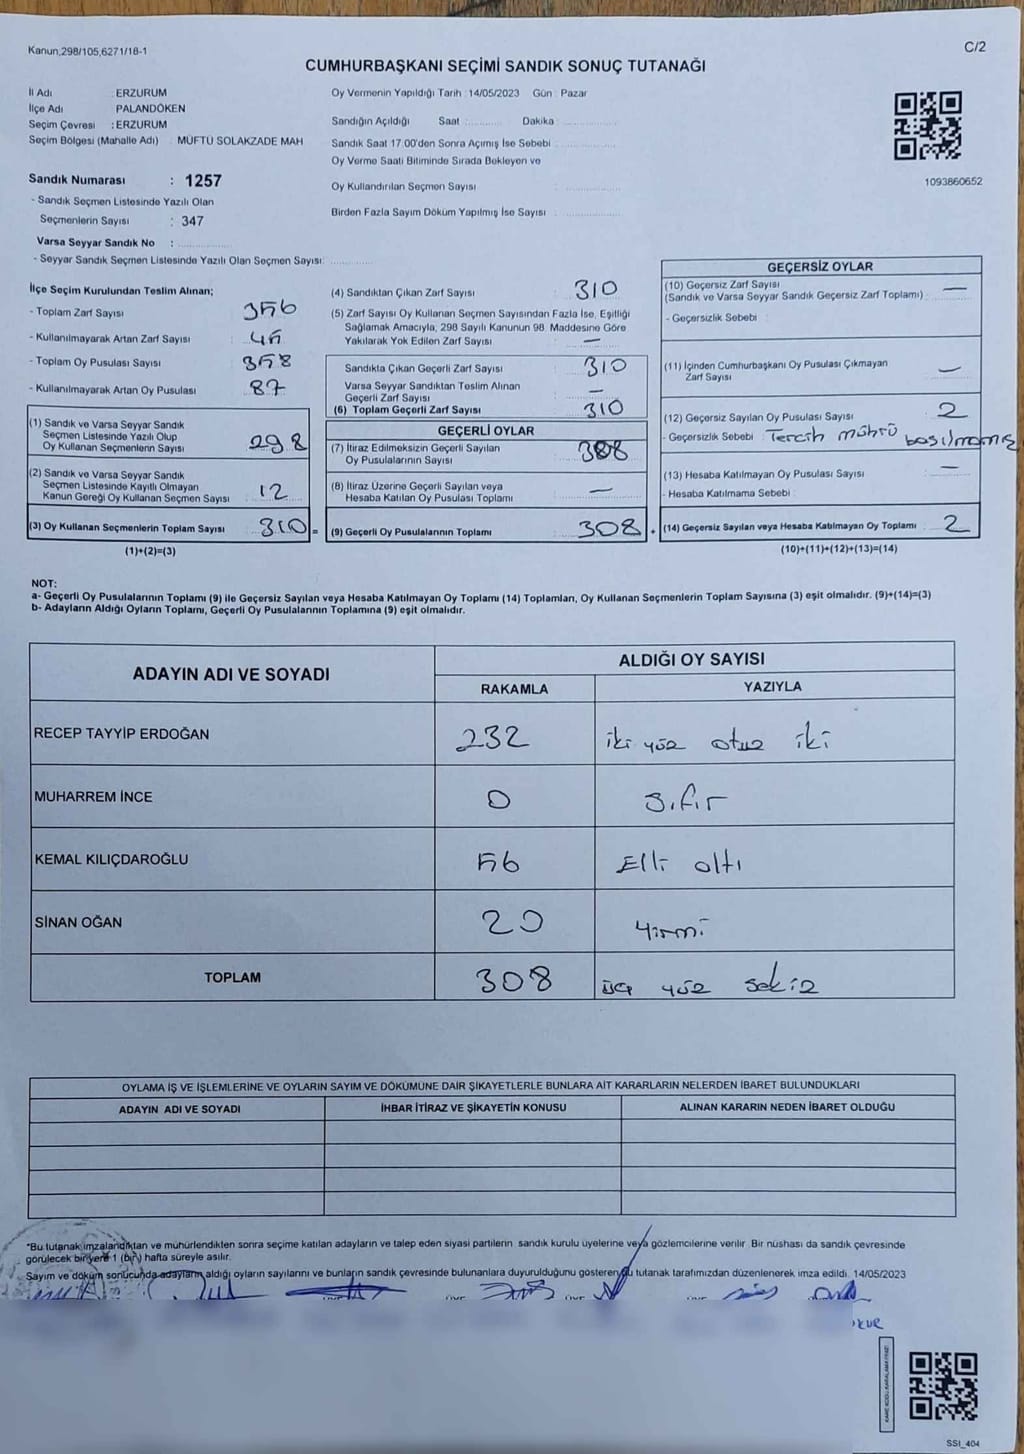 Kanun,298/105,6271/18-1
C/2
CUMHURBAŞKANI SEÇİMİ SANDIK SONUÇ TUTANAĞI
İl Adı : ERZURUM
İlçe Adı : PALANDÖKEN
Seçim Çevresi : ERZURUM
Seçim Bölgesi (Mahalle Adı) : MÜFTÜ SOLAKZADE MAH
Sandık Numarası : 1257
- Sandık Seçmen Listesinde Yazılı Olan
Seçmenlerin Sayısı : 347
Varsa Seyyar Sandık No :
- Seyyar Sandık Seçmen Listesinde Yazılı Olan Seçmen Sayısı:
Oy Vermenin Yapıldığı Tarih : 14/05/2023 Gün : Pazar
Sandığın Açıldığı Saat : Dakika :
Sandık Saat 17.00'den Sonra Açımış İse Sebebi
Oy Verme Saati Bitiminde Sırada Bekleyen ve
Oy Kullandırılan Seçmen Sayısı :
Birden Fazla Sayım Döküm Yapılmış İse Sayısı :
1093860652
İlçe Seçim Kurulundan Teslim Alınan;
- Toplam Zarf Sayısı 356
- Kullanılmayarak Artan Zarf Sayısı 45
- Toplam Oy Pusulası Sayısı 358
- Kullanılmayarak Artan Oy Pusulası 87
(1) Sandık ve Varsa Seyyar Sandık
Seçmen Listesinde Yazılı Olup
Oy Kullanan Seçmenlerin Sayısı 298
(2) Sandık ve Varsa Seyyar Sandık
Seçmen Listesinde Kayıtlı Olmayan
Kanun Gereği Oy Kullanan Seçmen Sayısı 12
(3) Oy Kullanan Seçmenlerin Toplam Sayısı 310 =
(1)+(2)=(3)
(4) Sandıktan Çıkan Zarf Sayısı 310
(5) Zarf Sayısı Oy Kullanan Seçmen Sayısından Fazla İse, Eşitliği
Sağlamak Amacıyla, 298 Sayılı Kanunun 98. Maddesine Göre
Yakılarak Yok Edilen Zarf Sayısı —
Sandıkta Çıkan Geçerli Zarf Sayısı 310
Varsa Seyyar Sandıktan Teslim Alınan
Geçerli Zarf Sayısı —
(6) Toplam Geçerli Zarf Sayısı 310
GEÇERLİ OYLAR
(7) İtiraz Edilmeksizin Geçerli Sayılan
Oy Pusulalarının Sayısı 308
(8) İtiraz Üzerine Geçerli Sayılan veya
Hesaba Katılan Oy Pusulası Toplamı —
(9) Geçerli Oy Pusulalarının Toplamı 308 +
GEÇERSİZ OYLAR
(10) Geçersiz Zarf Sayısı —
(Sandık ve Varsa Seyyar Sandık Geçersiz Zarf Toplamı)
- Geçersizlik Sebebi :
(11) İçinden Cumhurbaşkanı Oy Pusulası Çıkmayan
Zarf Sayısı —
(12) Geçersiz Sayılan Oy Pusulası Sayısı 2
- Geçersizlik Sebebi : Tercih mührü basılmamış
(13) Hesaba Katılmayan Oy Pusulası Sayısı —
- Hesaba Katılmama Sebebi :
(14) Geçersiz Sayılan veya Hesaba Katılmayan Oy Toplamı 2
(10)+(11)+(12)+(13)=(14)
NOT:
a- Geçerli Oy Pusulalarının Toplamı (9) ile Geçersiz Sayılan veya Hesaba Katılmayan Oy Toplamı (14) Toplamları, Oy Kullanan Seçmenlerin Toplam Sayısına (3) eşit olmalıdır. (9)+(14)=(3)
b- Adayların Aldığı Oyların Toplamı, Geçerli Oy Pusulalarının Toplamına (9) eşit olmalıdır.
ADAYIN ADI VE SOYADI
ALDIĞI OY SAYISI
RAKAMLA YAZIYLA
RECEP TAYYİP ERDOĞAN 232 iki yüz otuz iki
MUHARREM İNCE 0 Sıfır
KEMAL KILIÇDAROĞLU 56 Elli altı
SİNAN OĞAN 20 Yirmi
TOPLAM 308 üç yüz sekiz
OYLAMA İŞ VE İŞLEMLERİNE VE OYLARIN SAYIM VE DÖKÜMÜNE DAİR ŞİKAYETLERLE BUNLARA AİT KARARLARIN NELERDEN İBARET BULUNDUKLARI
ADAYIN ADI VE SOYADI İHBAR İTİRAZ VE ŞİKAYETİN KONUSU ALINAN KARARIN NEDEN İBARET OLDUĞU
*Bu tutanak imzalandıktan ve mühürlendikten sonra seçime katılan adayların ve talep eden siyasi partilerin sandık kurulu üyelerine veya gözlemcilerine verilir. Bir nüshası da sandık çevresinde
görülecek bir yere 1 (bir) hafta süreyle asılır.
Sayım ve döküm sonucunda adayların aldığı oyların sayılarını ve bunların sandık çevresinde bulunanlara duyurulduğunu gösteren bu tutanak tarafımızdan düzenlenerek imza edildi. 14/05/2023
SSI_404